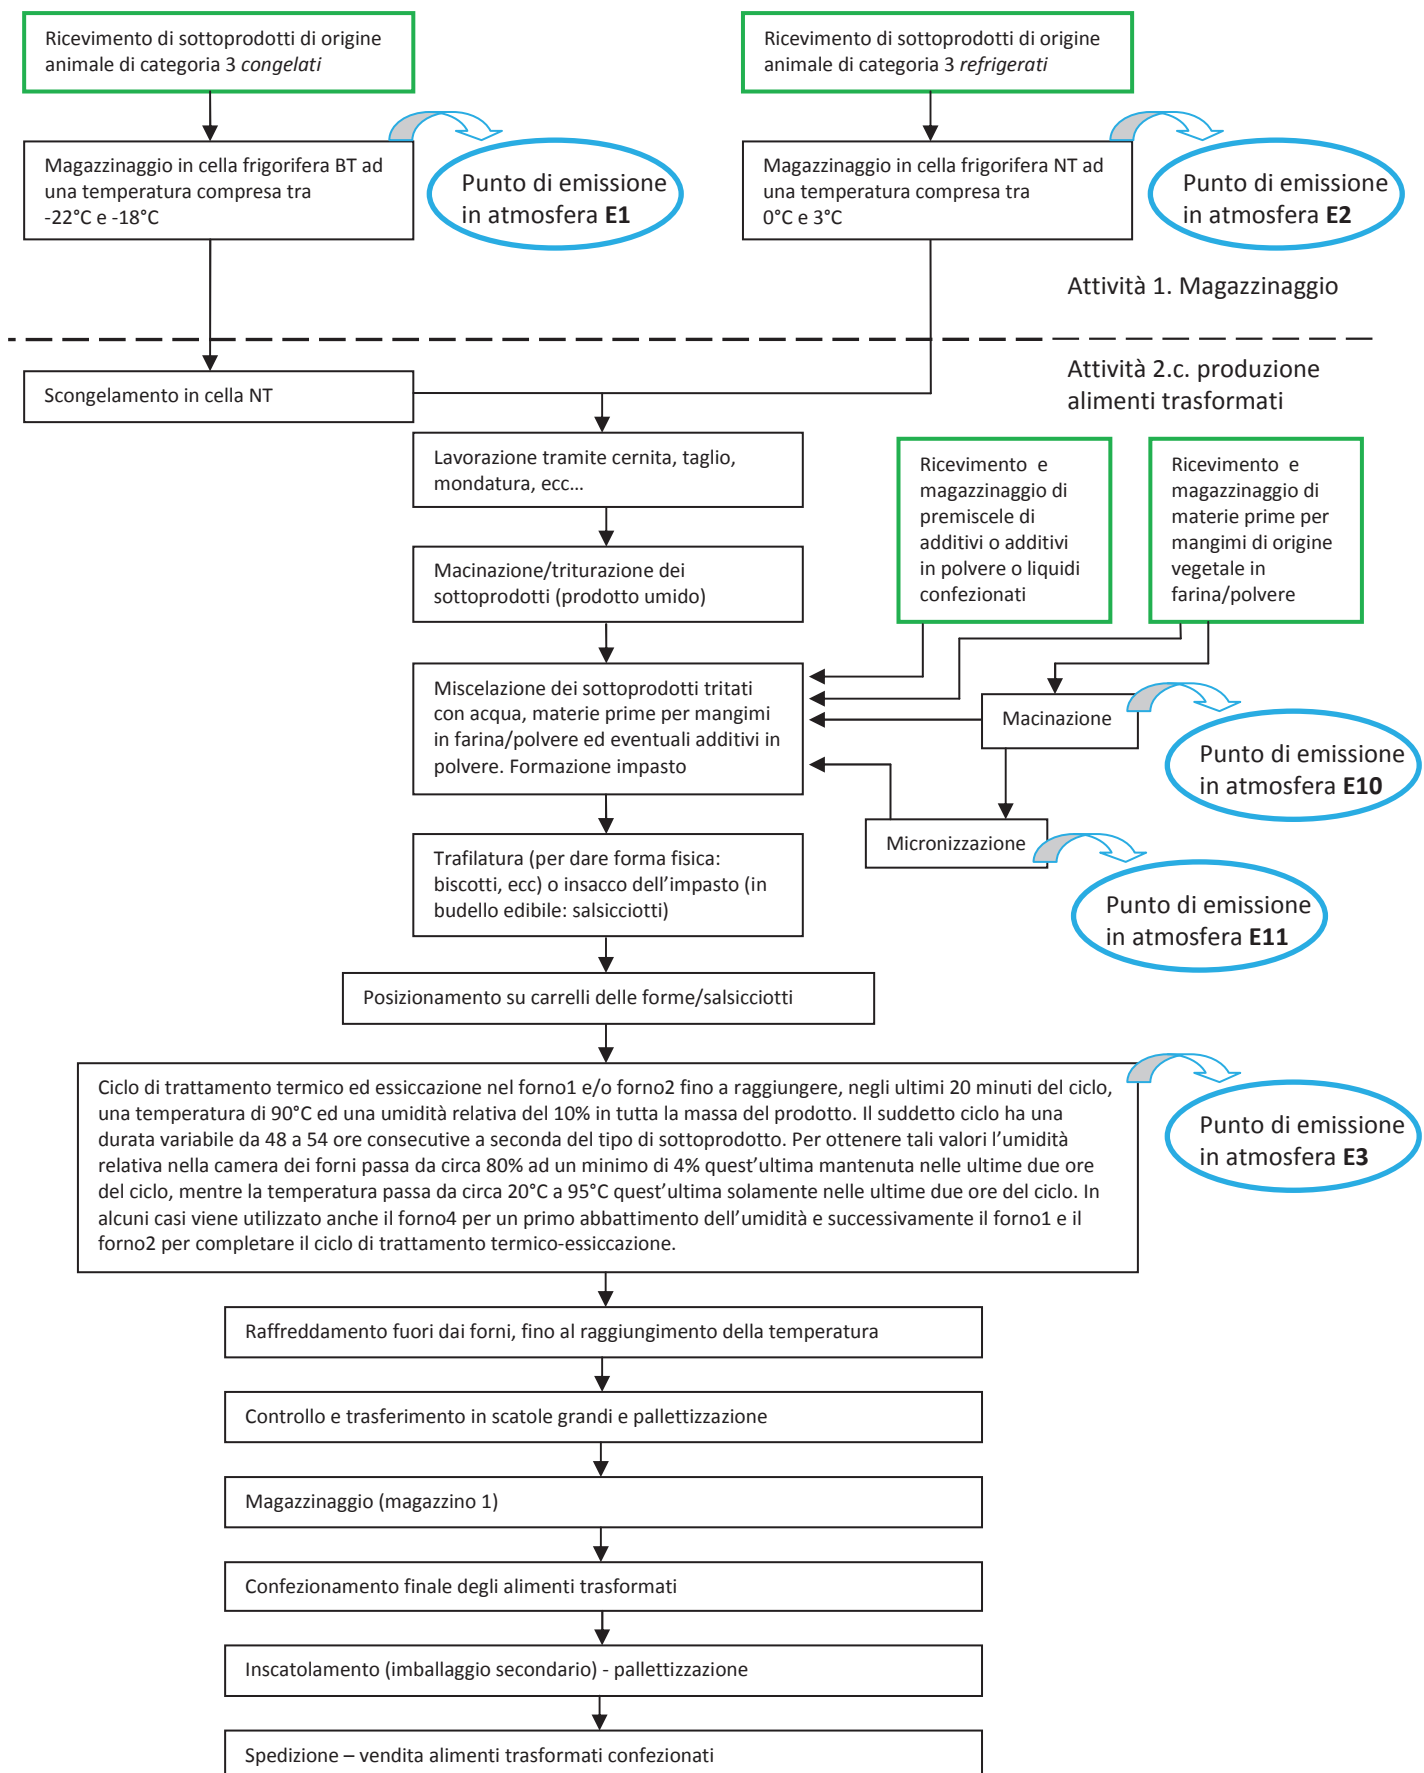 Ricevimento di sottoprodotti di origine
animale di categoria 3 congelati
Ricevimento di sottoprodotti di origine
animale di categoria 3 refrigerati
Magazzinaggio in cella frigorifera BT ad
una temperatura compresa tra
-22°C e -18°C
Punto di emissione
in atmosfera E1
Magazzinaggio in cella frigorifera NT ad
una temperatura compresa tra
0°C e 3°C
Punto di emissione
in atmosfera E2
Attività 1. Magazzinaggio
Attività 2.c. produzione
alimenti trasformati
Scongelamento in cella NT
Lavorazione tramite cernita, taglio,
mondatura, ecc…
Ricevimento e
magazzinaggio di
premiscele di
additivi o additivi
in polvere o liquidi
confezionati
Ricevimento e
magazzinaggio di
materie prime per
mangimi di origine
vegetale in
farina/polvere
Macinazione/triturazione dei
sottoprodotti (prodotto umido)
Miscelazione dei sottoprodotti tritati
con acqua, materie prime per mangimi
in farina/polvere ed eventuali additivi in
polvere. Formazione impasto
Macinazione
Punto di emissione
in atmosfera E10
Micronizzazione
Punto di emissione
in atmosfera E11
Trafilatura (per dare forma fisica:
biscotti, ecc) o insacco dell’impasto (in
budello edibile: salsicciotti)
Posizionamento su carrelli delle forme/salsicciotti
Ciclo di trattamento termico ed essiccazione nel forno1 e/o forno2 fino a raggiungere, negli ultimi 20 minuti del ciclo,
una temperatura di 90°C ed una umidità relativa del 10% in tutta la massa del prodotto. Il suddetto ciclo ha una
durata variabile da 48 a 54 ore consecutive a seconda del tipo di sottoprodotto. Per ottenere tali valori l’umidità
relativa nella camera dei forni passa da circa 80% ad un minimo di 4% quest’ultima mantenuta nelle ultime due ore
del ciclo, mentre la temperatura passa da circa 20°C a 95°C quest’ultima solamente nelle ultime due ore del ciclo. In
alcuni casi viene utilizzato anche il forno4 per un primo abbattimento dell’umidità e successivamente il forno1 e il
forno2 per completare il ciclo di trattamento termico-essiccazione.
Punto di emissione
in atmosfera E3
Raffreddamento fuori dai forni, fino al raggiungimento della temperatura
Controllo e trasferimento in scatole grandi e pallettizzazione
Magazzinaggio (magazzino 1)
Confezionamento finale degli alimenti trasformati
Inscatolamento (imballaggio secondario) - pallettizzazione
Spedizione – vendita alimenti trasformati confezionati